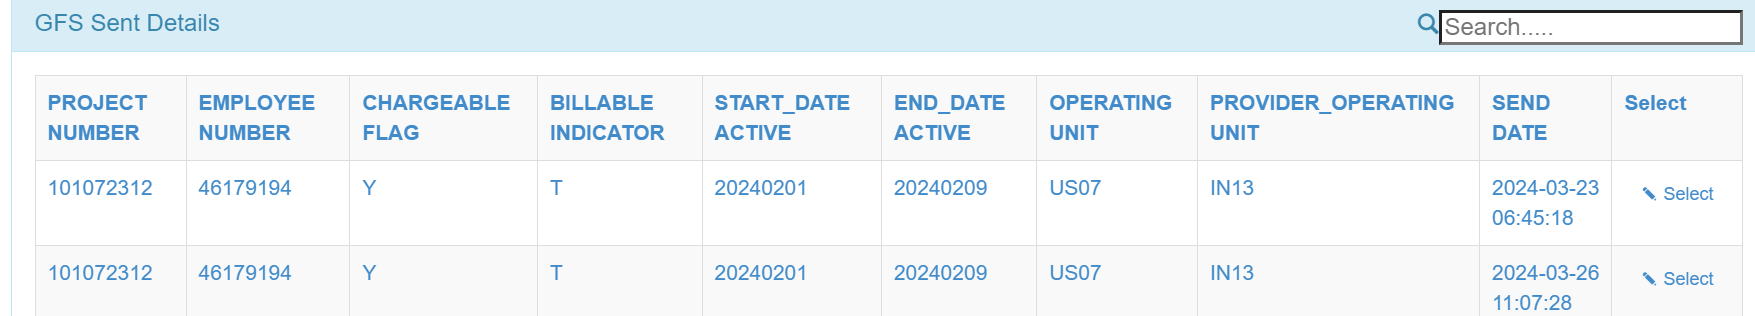 GFS Sent Details
Search.....
PROJECT NUMBER EMPLOYEE NUMBER CHARGEABLE FLAG BILLABLE INDICATOR START_DATE ACTIVE END_DATE ACTIVE OPERATING UNIT PROVIDER_OPERATING UNIT SEND DATE Select
101072312 46179194 Y T 20240201 20240209 US07 IN13 2024-03-23 06:45:18 Select
101072312 46179194 Y T 20240201 20240209 US07 IN13 2024-03-26 11:07:28 Select